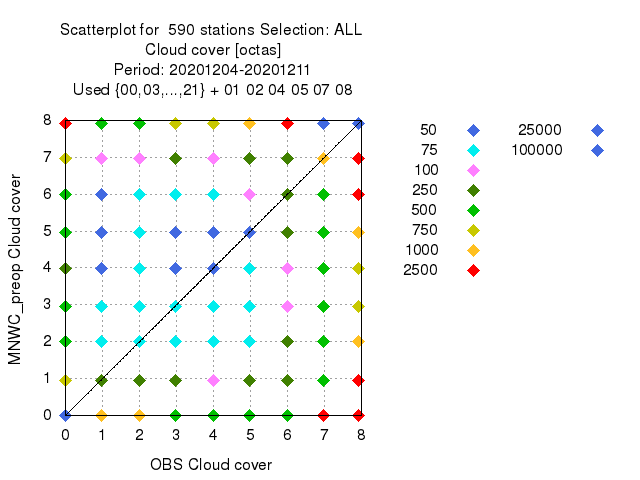 Scatterplot for 590 stations Selection: ALL
Cloud cover [octas]
Period: 20201204-20201211
Used {00,03,...,21} + 01 02 04 05 07 08
8
7
6
5
4
3
2
1
0
0 1 2 3 4 5 6 7 8
MNWC_preop Cloud cover
OBS Cloud cover
50 25000
75 100000
100
250
500
750
1000
2500